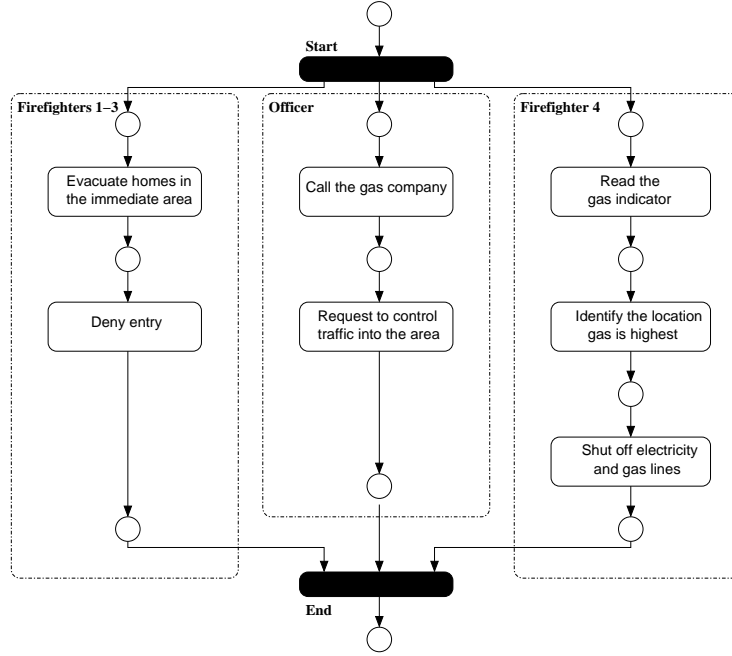 Start
Firefighters 1–3
Officer
Firefighter 4
Evacuate homes in
the immediate area
Call the gas company
Read the
gas indicator
Deny entry
Request to control
traffic into the area
Identify the location
gas is highest
Shut off electricity
and gas lines
End